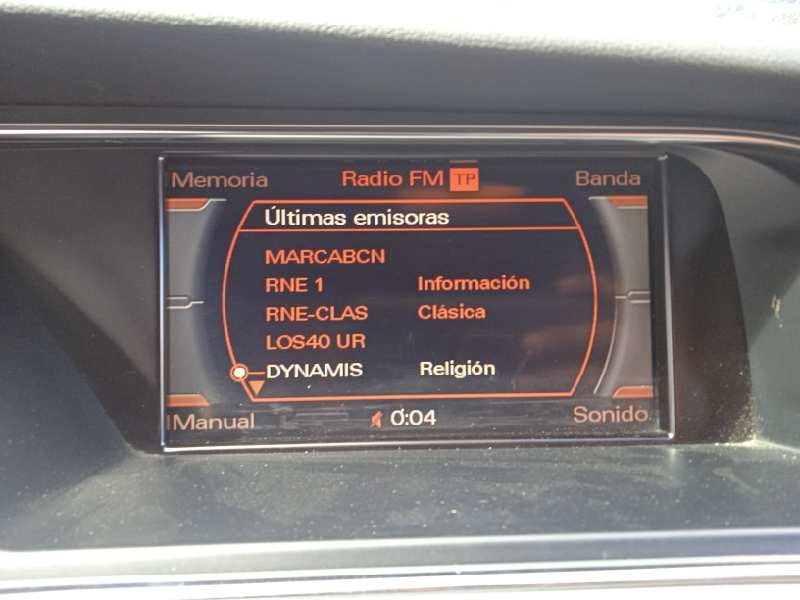 Memoria Radio FM TP Banda
Últimas emisoras
MARCABCN
RNE 1 Información
RNE-CLAS Clásica
LOS40 UR
DYNAMIS Religión
Manual 0:04 Sonido